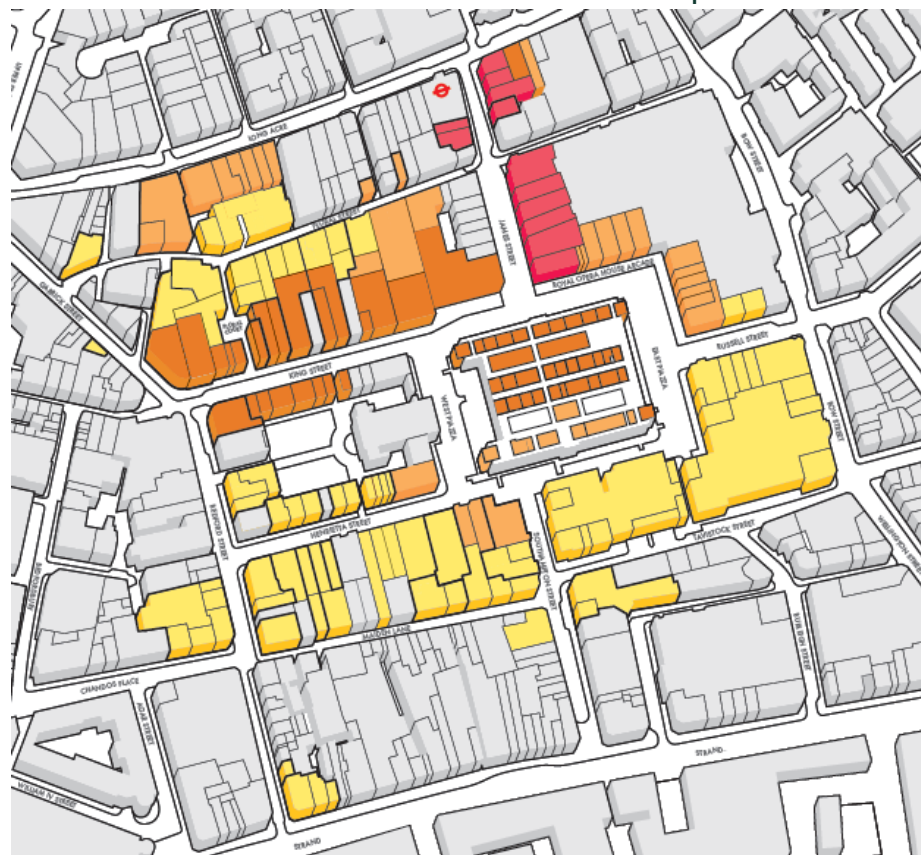 LONG ACRE
BOW STREET
FLORAL STREET
JAMES STREET
GARRICK STREET
ROYAL OPERA HOUSE ARCADE
FLORAL COURT
RUSSELL STREET
KING STREET
EAST PIAZZA
WEST PIAZZA
BOW STREET
BEDFORD STREET
HENRIETTA STREET
TAVISTOCK STREET
SOUTHAMPTON STREET
MAIDEN LANE
BURLEIGH STREET
CHANDOS PLACE
ADAM STREET
STRAND
WILLIAM IV STREET
STRAND